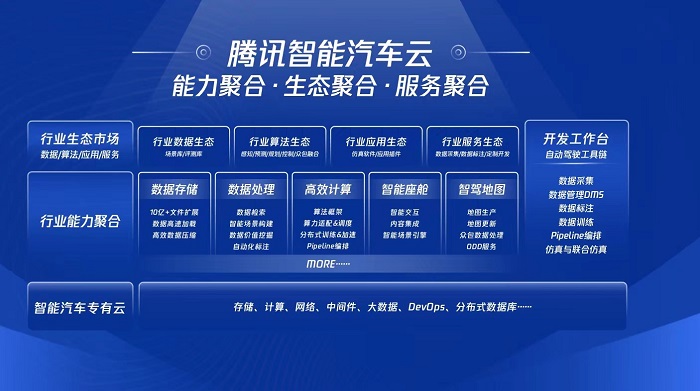 腾讯智能汽车云
能力聚合·生态聚合·服务聚合
行业生态市场
数据/算法/应用/服务
行业数据生态
场景库/评测库
行业算法生态
感知/预测/规划/控制/众包融合
行业应用生态
仿真软件/应用插件
行业服务生态
数据采集/数据标注/定制开发
开发工作台
自动驾驶工具链
数据采集
数据管理DMS
数据标注
数据训练
Pipeline编排
仿真与联合仿真
行业能力聚合
数据存储
10亿+文件扩展
数据高速加载
高效数据压缩
数据处理
数据检索
智能场景构建
数据价值挖掘
自动化标注
高效计算
算法框架
算力适配&调度
分布式训练&加速
Pipeline编排
智能座舱
智能交互
内容集成
智能场景引擎
智驾地图
地图生产
地图更新
众包数据处理
ODD服务
MORE······
智能汽车专有云
存储、计算、网络、中间件、大数据、DevOps、分布式数据库······